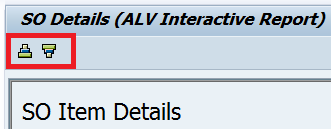 SO Details (ALV Interactive Report)
SO Item Details